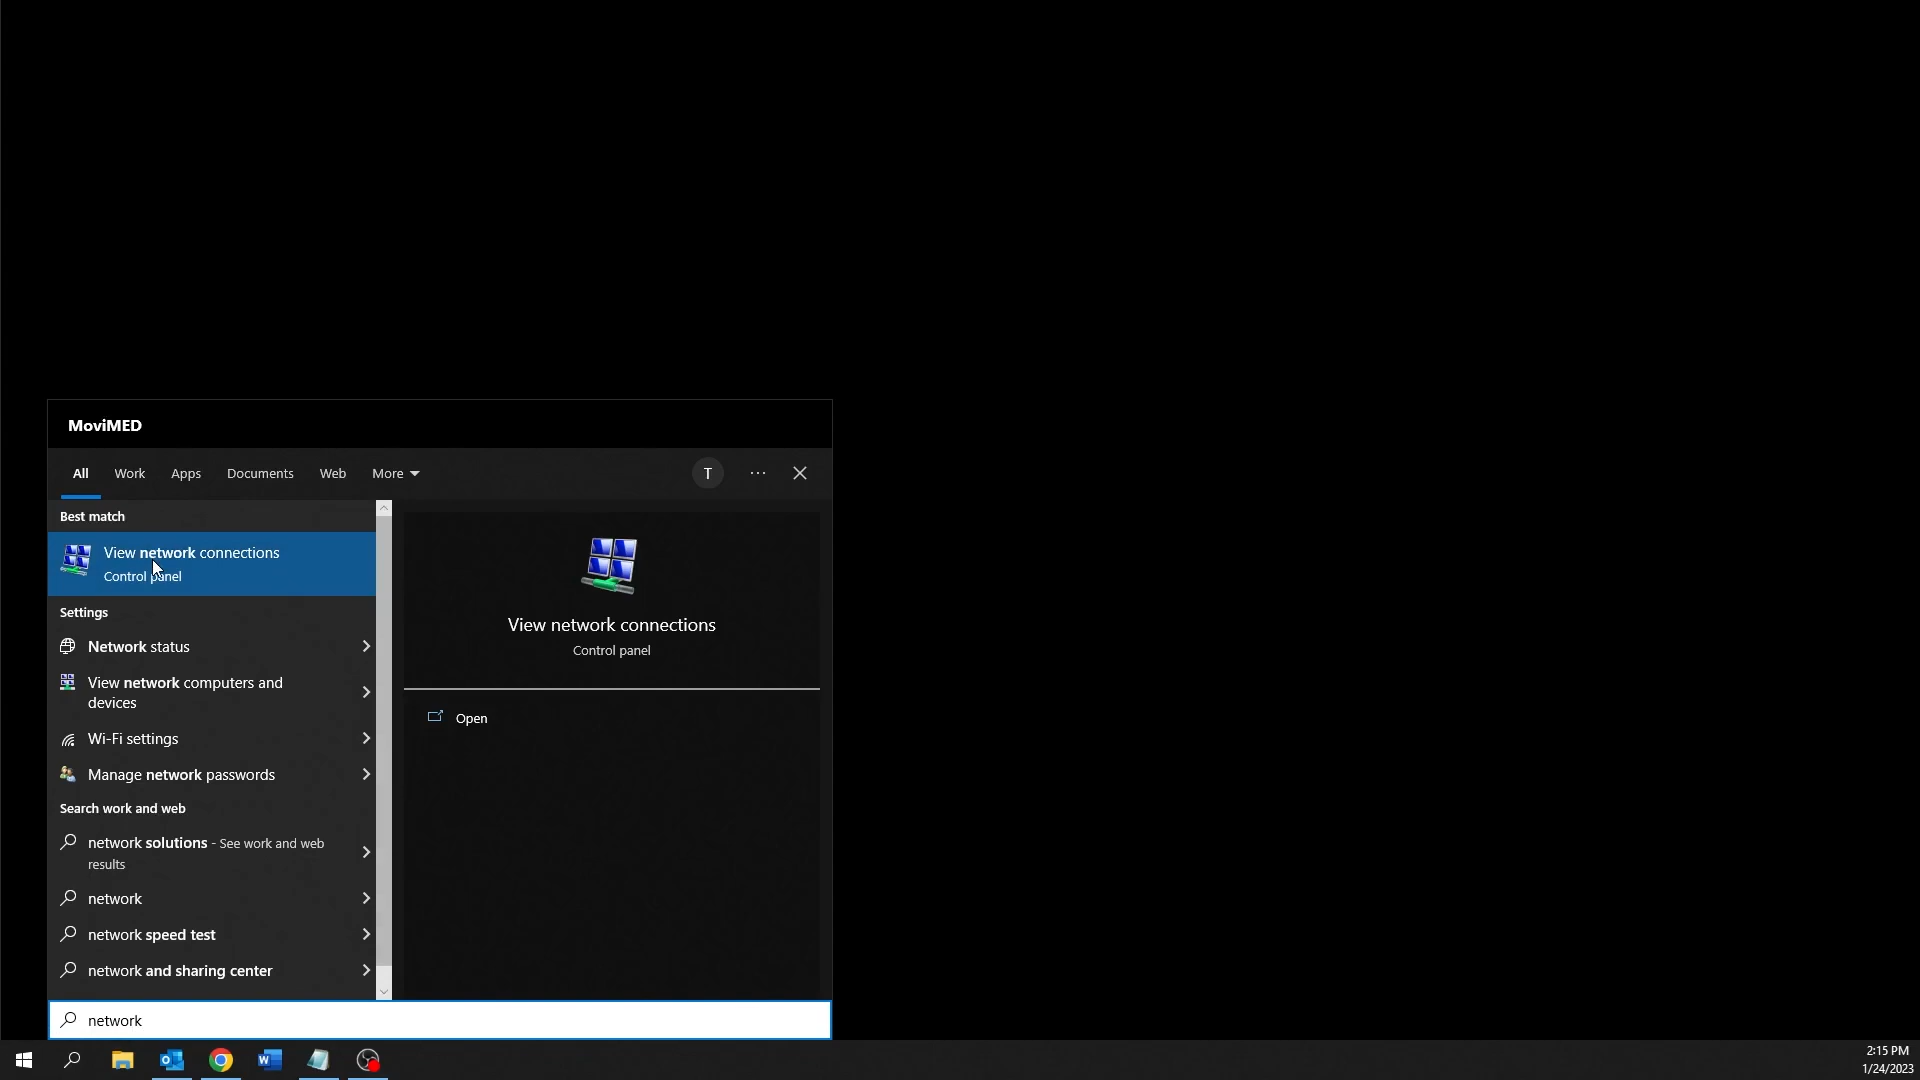 MoviMED
All Work Apps Documents Web More T
Best match
View network connections
Control panel
Settings
Network status
View network computers and
devices
Wi-Fi settings
Manage network passwords
Search work and web
network solutions - See work and web
results
network
network speed test
network and sharing center
View network connections
Control panel
Open
network
2:15 PM
1/24/2023